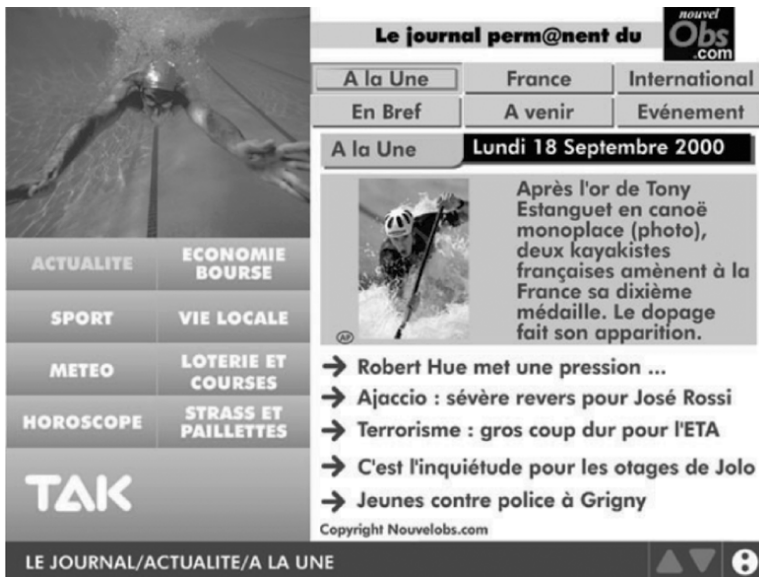 Le journal perm@nent du
nouvel
Obs
.com
A la Une
France
International
En Bref
A venir
Evénement
A la Une
Lundi 18 Septembre 2000
Après l'or de Tony
Estanguet en canoë
monoplace (photo),
deux kayakistes
françaises amènent à la
France sa dixième
médaille. Le dopage
fait son apparition.
ACTUALITE
ECONOMIE
BOURSE
SPORT
VIE LOCALE
METEO
LOTERIE ET
COURSES
HOROSCOPE
STRASS ET
PAILLETTES
TAK
→ Robert Hue met une pression ...
→ Ajaccio : sévère revers pour José Rossi
→ Terrorisme : gros coup dur pour l'ETA
→ C'est l'inquiétude pour les otages de Jolo
→ Jeunes contre police à Grigny
Copyright Nouvelobs.com
LE JOURNAL/ACTUALITE/A LA UNE